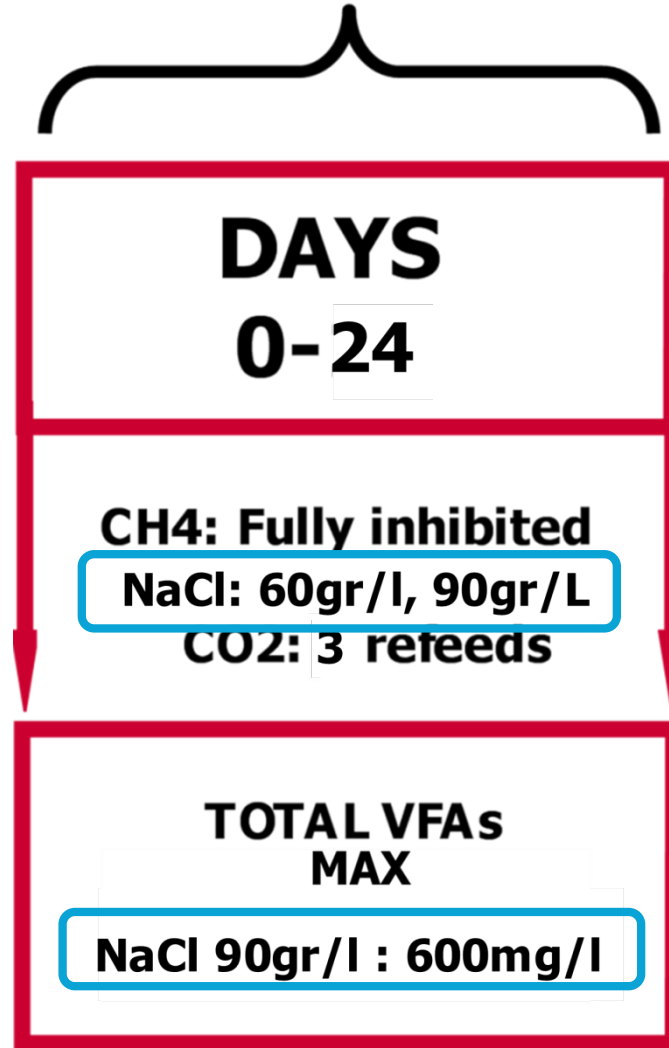 DAYS
0-24
CH4: Fully inhibited
NaCl: 60gr/l, 90gr/L
CO2: 3 refeeds
TOTAL VFAs
MAX
NaCl 90gr/l : 600mg/l